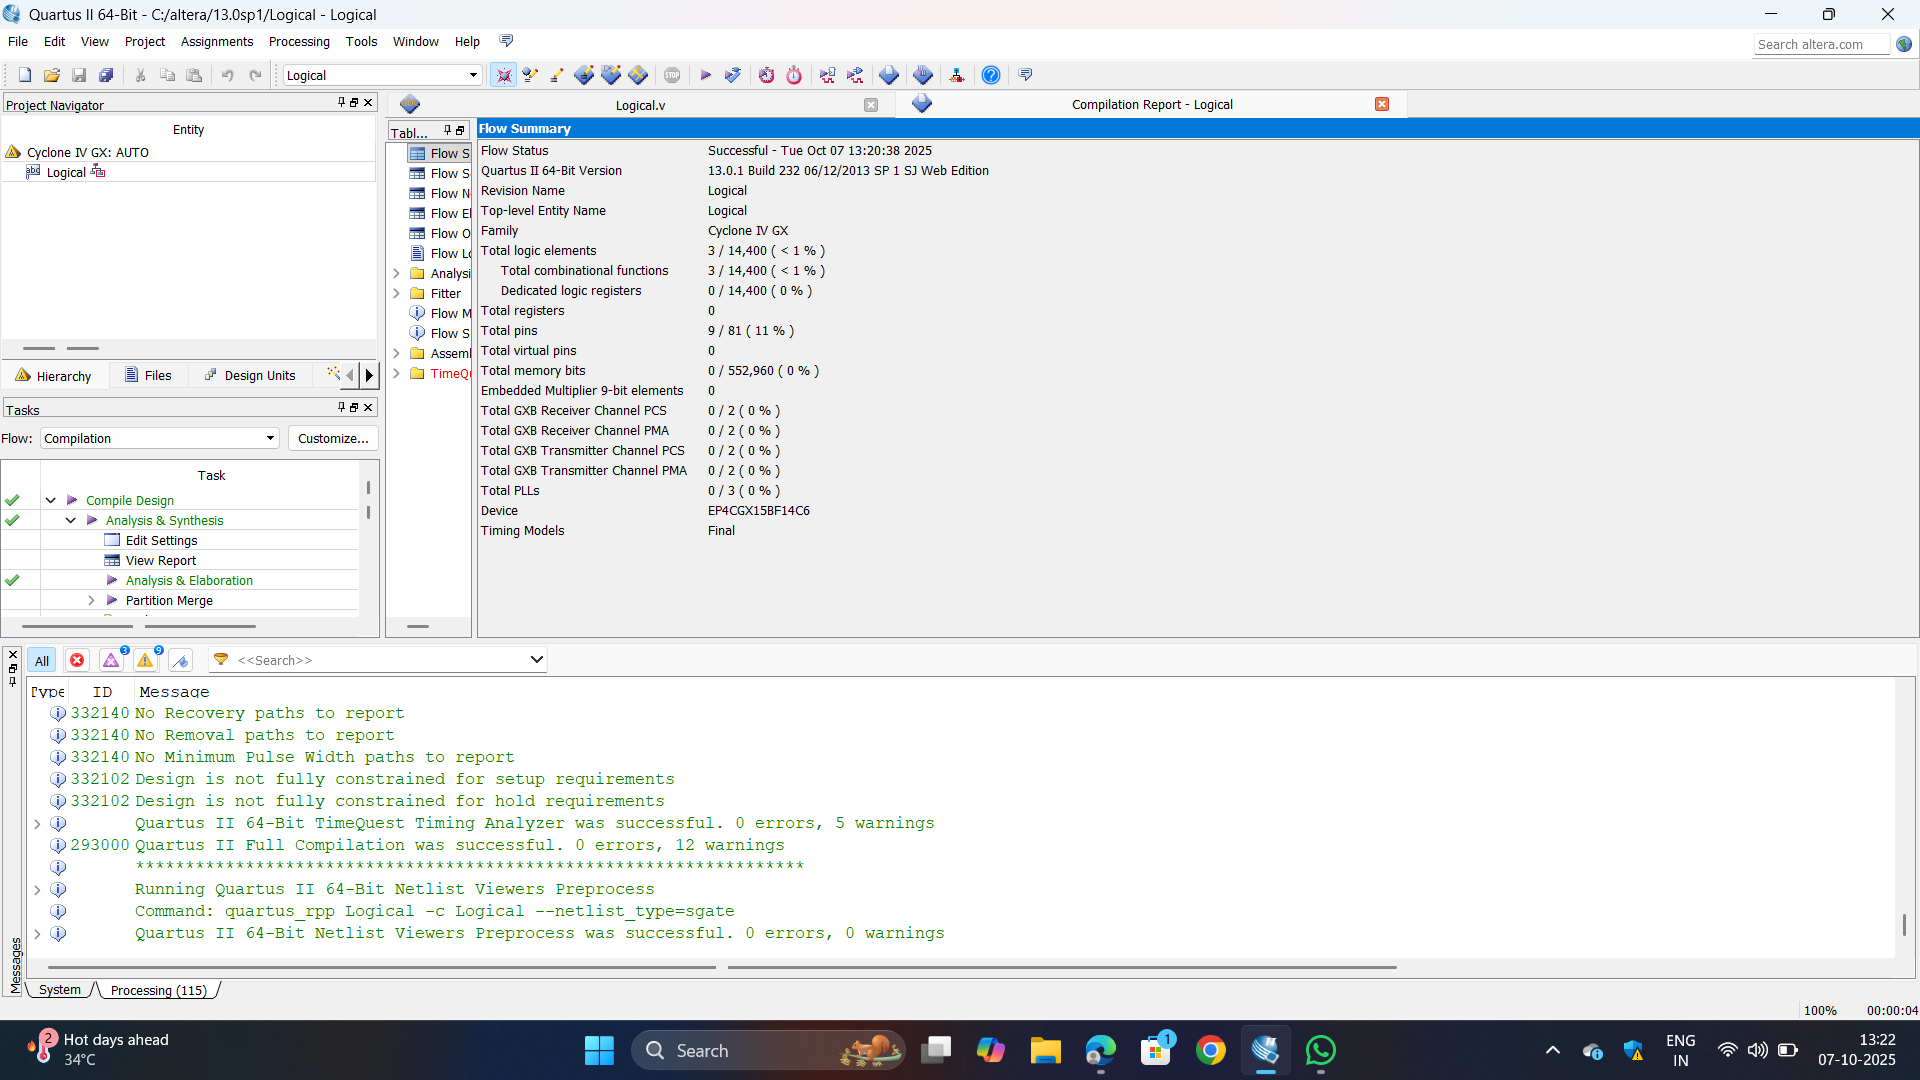 Quartus II 64-Bit - C:/altera/13.0sp1/Logical - Logical
File Edit View Project Assignments Processing Tools Window Help
Search altera.com
Logical
Project Navigator
Entity
Cyclone IV GX: AUTO
Logical
Hierarchy Files Design Units
Tasks
Flow: Compilation Customize...
Task
Compile Design
Analysis & Synthesis
Edit Settings
View Report
Analysis & Elaboration
Partition Merge
Logical.v
Compilation Report - Logical
Tabl...
Flow S
Flow S
Flow N
Flow El
Flow O
Flow Lo
Analysi
Fitter
Flow M
Flow S
Assem
TimeQu
Flow Summary
Flow Status Successful - Tue Oct 07 13:20:38 2025
Quartus II 64-Bit Version 13.0.1 Build 232 06/12/2013 SP 1 SJ Web Edition
Revision Name Logical
Top-level Entity Name Logical
Family Cyclone IV GX
Total logic elements 3 / 14,400 ( < 1 % )
Total combinational functions 3 / 14,400 ( < 1 % )
Dedicated logic registers 0 / 14,400 ( 0 % )
Total registers 0
Total pins 9 / 81 ( 11 % )
Total virtual pins 0
Total memory bits 0 / 552,960 ( 0 % )
Embedded Multiplier 9-bit elements 0
Total GXB Receiver Channel PCS 0 / 2 ( 0 % )
Total GXB Receiver Channel PMA 0 / 2 ( 0 % )
Total GXB Transmitter Channel PCS 0 / 2 ( 0 % )
Total GXB Transmitter Channel PMA 0 / 2 ( 0 % )
Total PLLs 0 / 3 ( 0 % )
Device EP4CGX15BF14C6
Timing Models Final
All 3 9 <<Search>>
Type ID Message
332140 No Recovery paths to report
332140 No Removal paths to report
332140 No Minimum Pulse Width paths to report
332102 Design is not fully constrained for setup requirements
332102 Design is not fully constrained for hold requirements
Quartus II 64-Bit TimeQuest Timing Analyzer was successful. 0 errors, 5 warnings
293000 Quartus II Full Compilation was successful. 0 errors, 12 warnings
*******************************************************************
Running Quartus II 64-Bit Netlist Viewers Preprocess
Command: quartus_rpp Logical -c Logical --netlist_type=sgate
Quartus II 64-Bit Netlist Viewers Preprocess was successful. 0 errors, 0 warnings
Messages
System Processing (115)
100% 00:00:04
2
Hot days ahead
34°C
Search
1
ENG
IN
13:22
07-10-2025